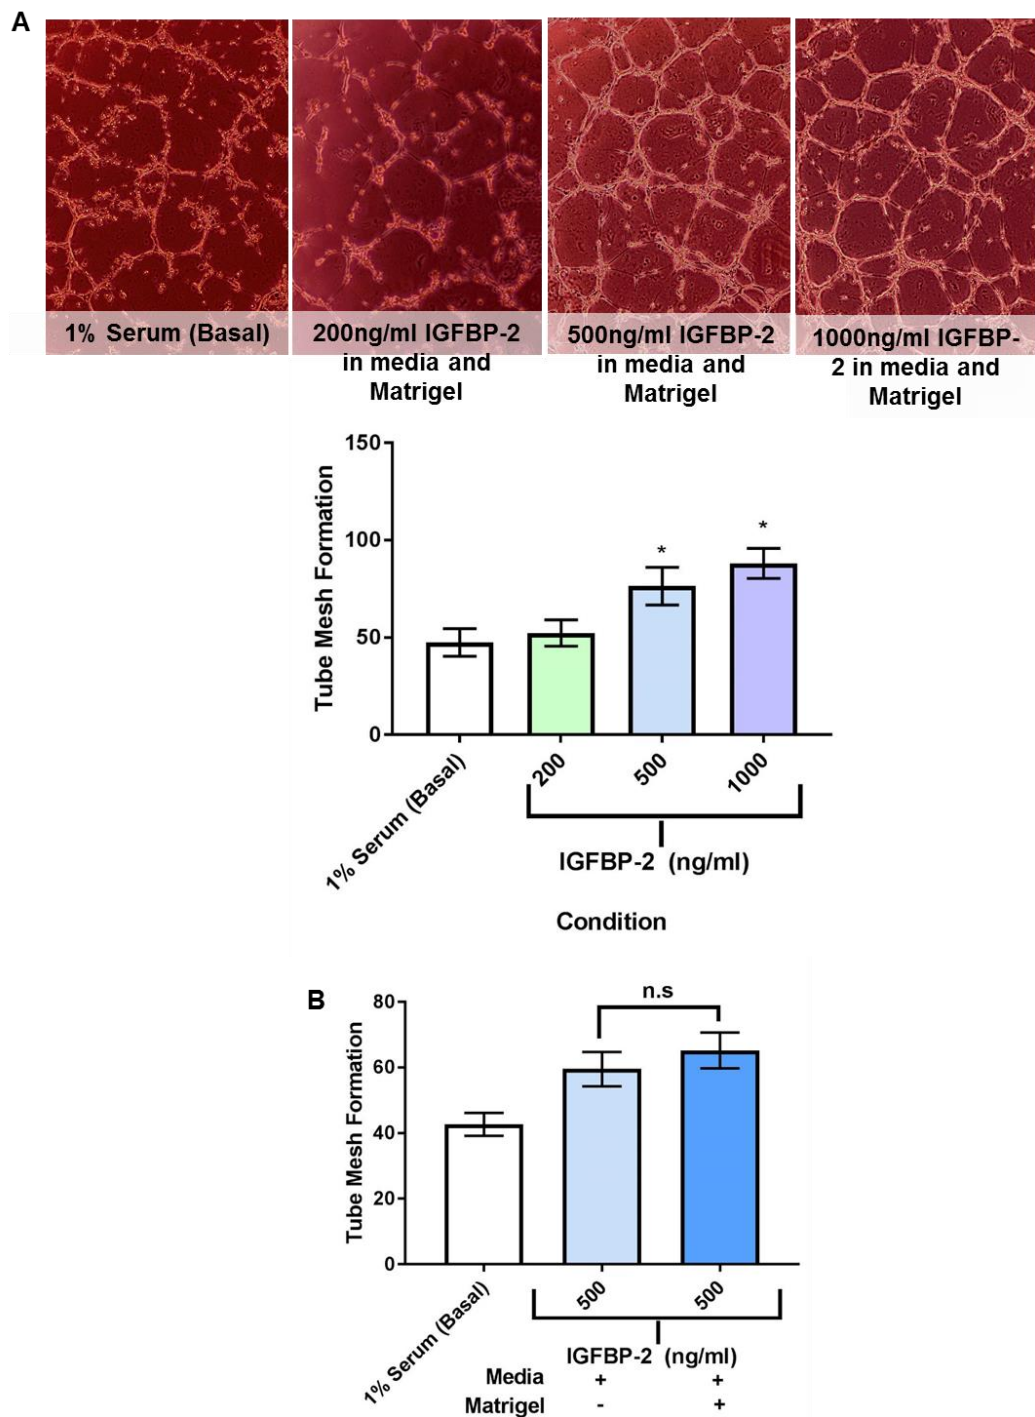 A
1% Serum (Basal)
200ng/ml IGFBP-2
in media and
Matrigel
500ng/ml IGFBP-2
in media and
Matrigel
1000ng/ml IGFBP-
2 in media and
Matrigel
150
100
50
0
Tube Mesh Formation
*
*
1% Serum (Basal)
200
500
1000
IGFBP-2 (ng/ml)
Condition
B
n.s
80
60
40
20
0
Tube Mesh Formation
1% Serum (Basal)
500
500
IGFBP-2 (ng/ml)
Media + +
Matrigel - +